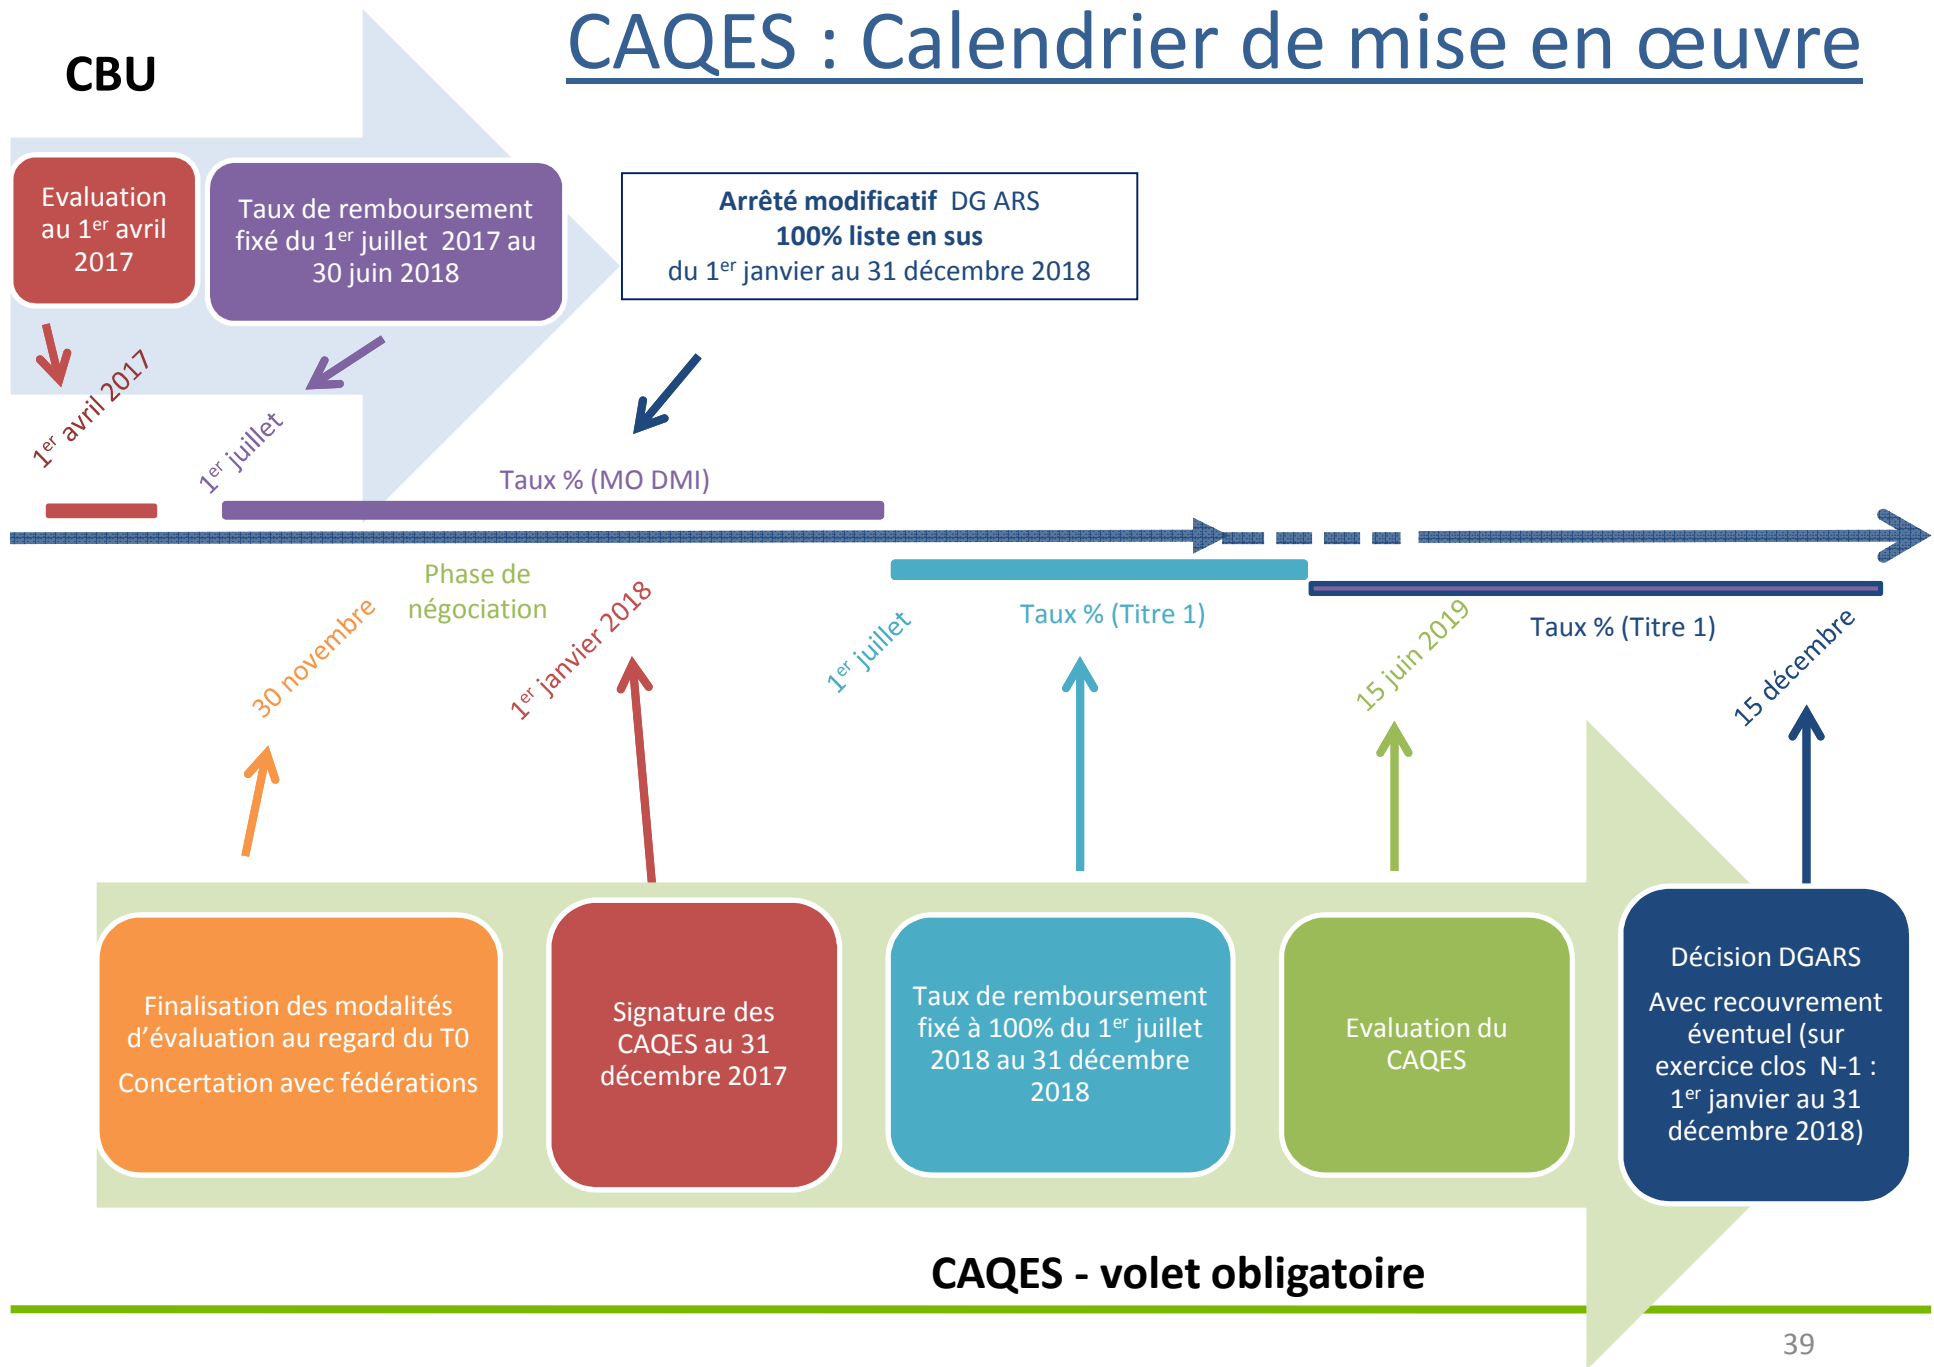 CAQES : Calendrier de mise en œuvre
CBU
Evaluation
au 1er avril
2017
Taux de remboursement
fixé du 1er juillet 2017 au
30 juin 2018
Arrêté modificatif DG ARS
100% liste en sus
du 1er janvier au 31 décembre 2018
1er avril 2017
1er juillet
Taux % (MO DMI)
Phase de
négociation
30 novembre
1er janvier 2018
1er juillet
Taux % (Titre 1)
15 juin 2019
Taux % (Titre 1)
15 décembre
Finalisation des modalités
d’évaluation au regard du T0
Concertation avec fédérations
Signature des
CAQES au 31
décembre 2017
Taux de remboursement
fixé à 100% du 1er juillet
2018 au 31 décembre
2018
Evaluation du
CAQES
Décision DGARS
Avec recouvrement
éventuel (sur
exercice clos N-1 :
1er janvier au 31
décembre 2018)
CAQES - volet obligatoire
39